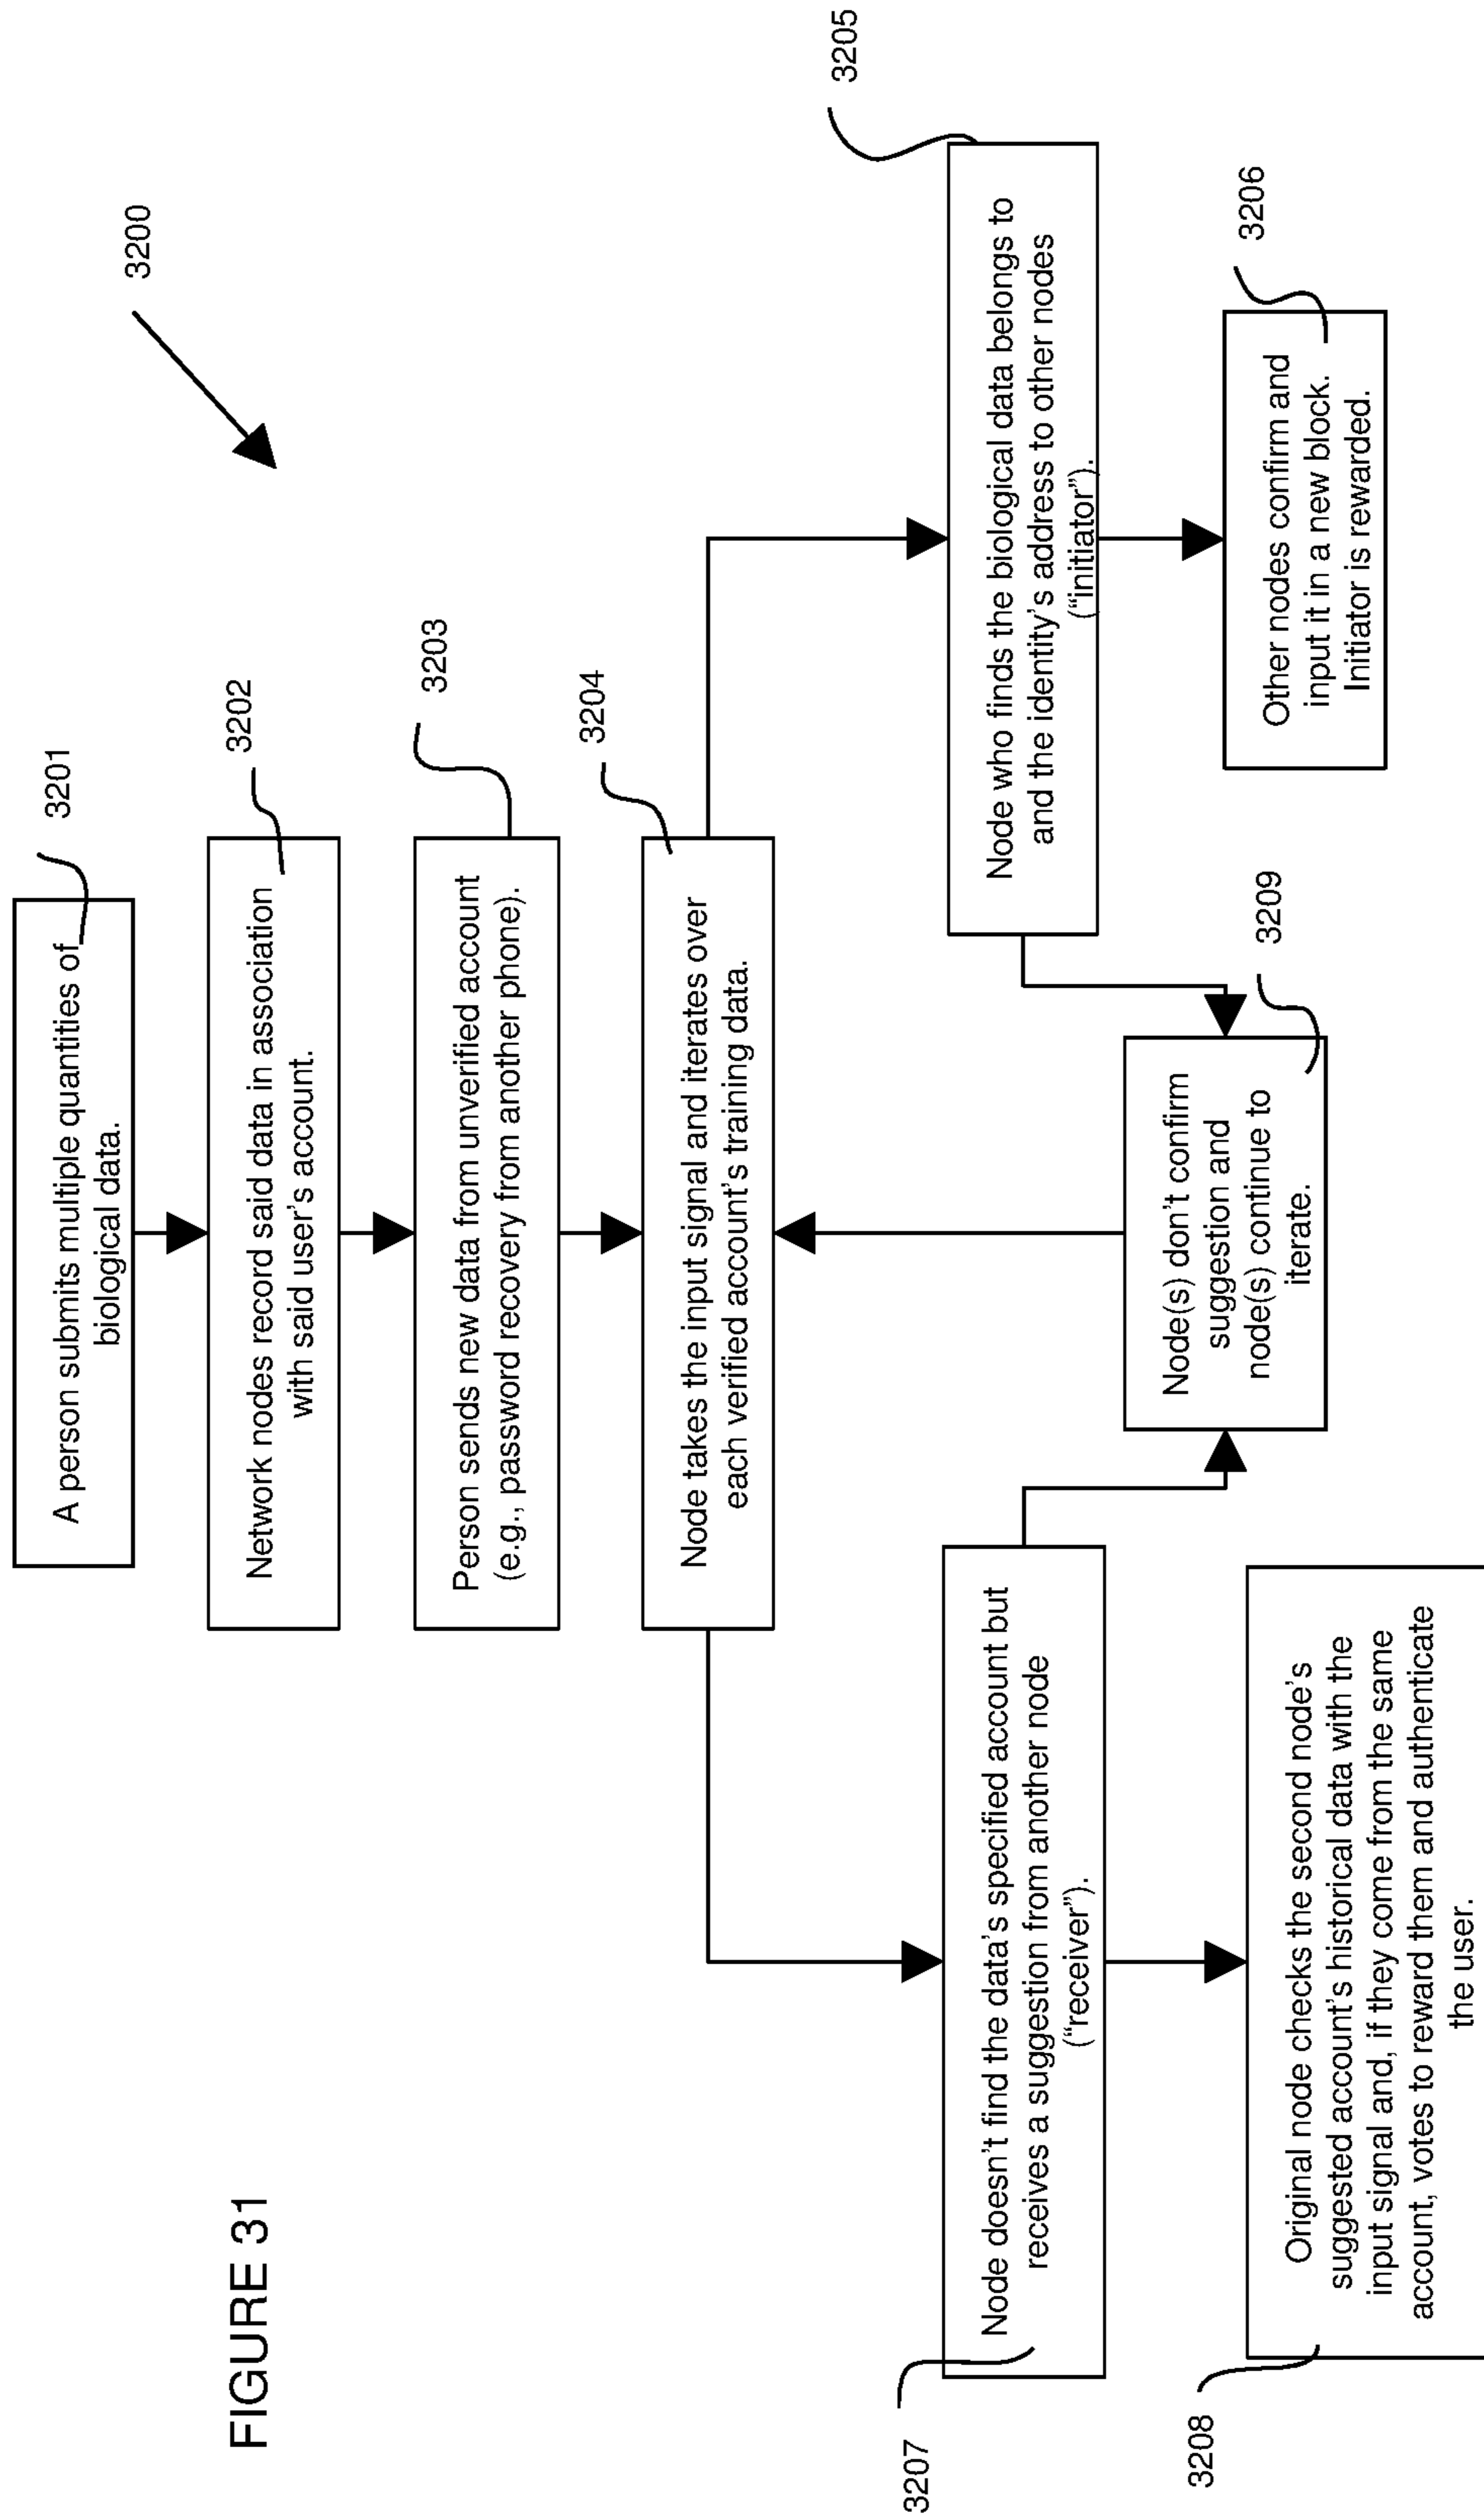 FIGURE 31
3200
3201
A person submits multiple quantities of
biological data.
3202
Network nodes record said data in association
with said user's account.
3203
Person sends new data from unverified account
(e.g., password recovery from another phone).
3204
Node takes the input signal and iterates over
each verified account's training data.
3205
Node who finds the biological data belongs to
and the identity's address to other nodes
(“initiator”).
3206
Other nodes confirm and
input it in a new block.
Initiator is rewarded.
3207
Node doesn't find the data's specified account but
receives a suggestion from another node
(“receiver”).
3208
Original node checks the second node's
suggested account's historical data with the
input signal and, if they come from the same
account, votes to reward them and authenticate
the user.
3209
Node(s) don't confirm
suggestion and
node(s) continue to
iterate.